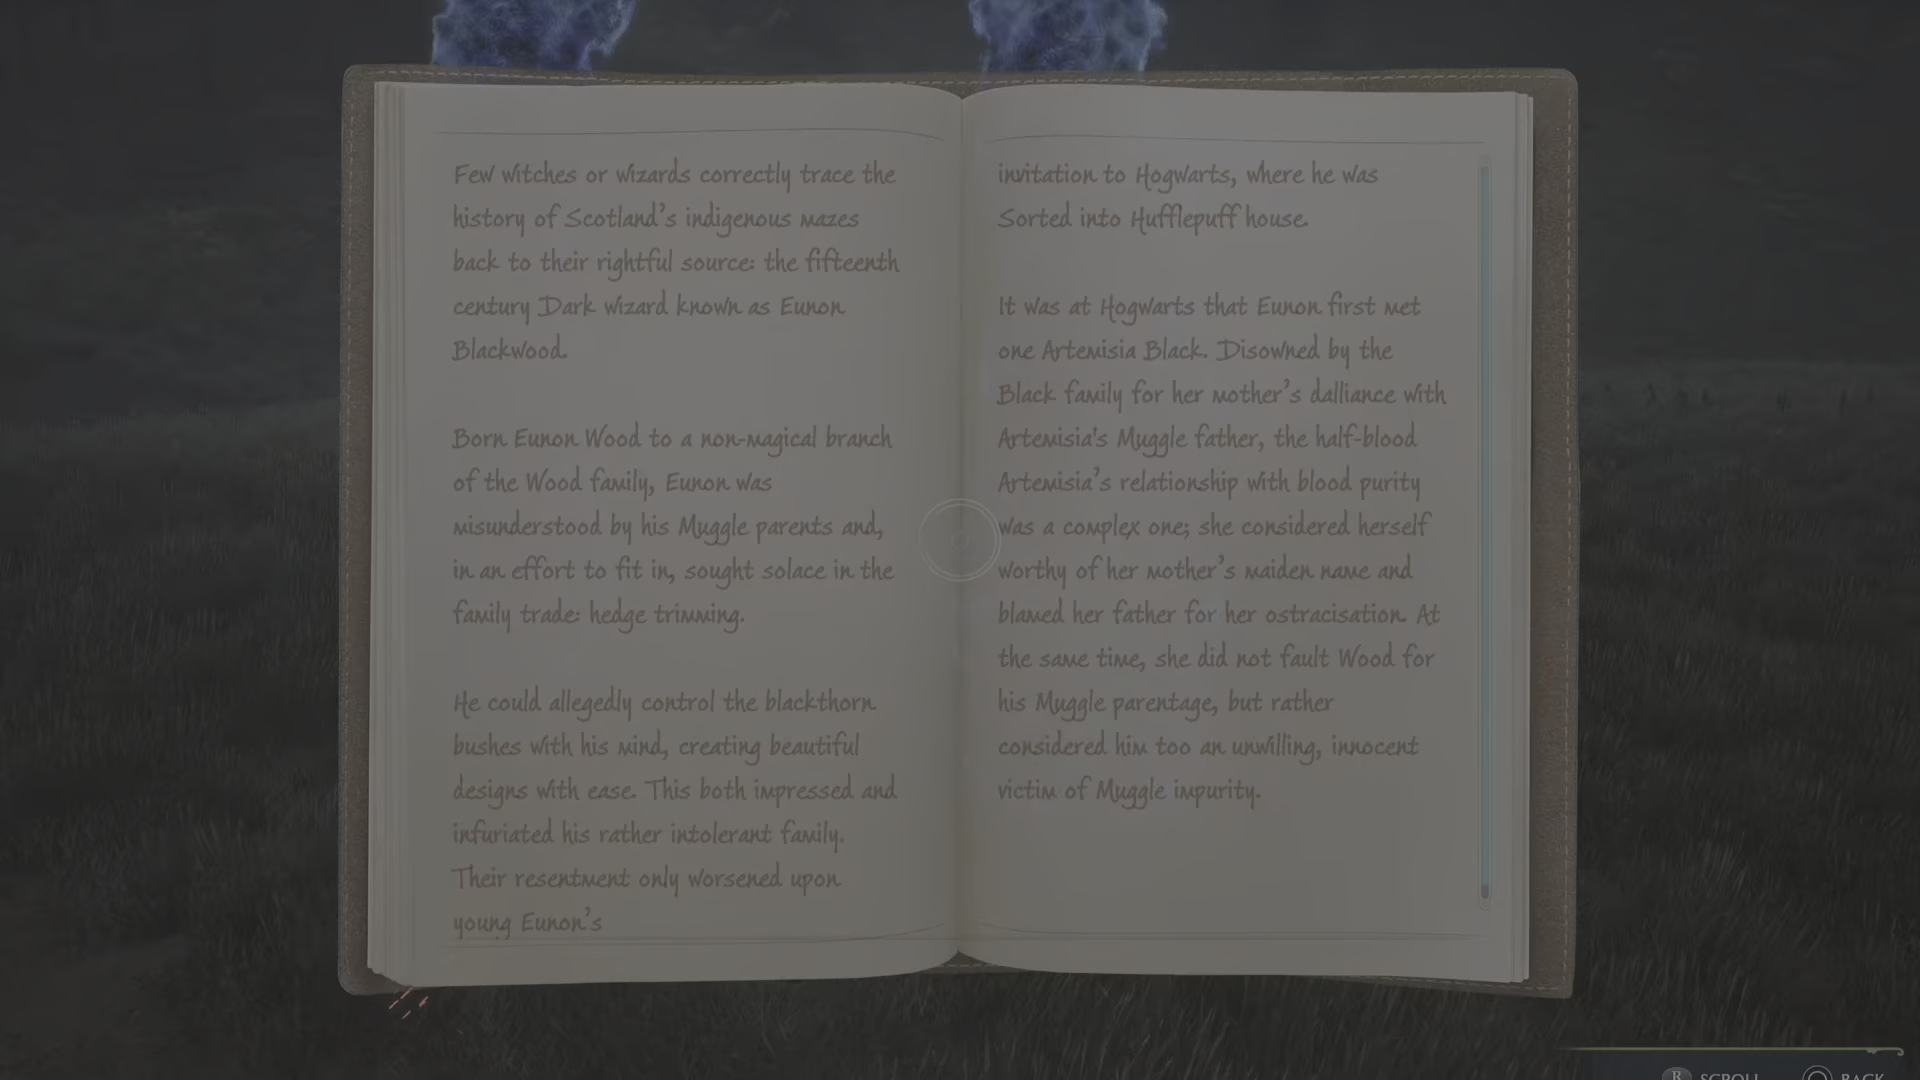 Few witches or wizards correctly trace the
history of Scotland's indigenous mazes
back to their rightful source: the fifteenth
century Dark wizard known as Eunon
Blackwood.
Born Eunon Wood to a non-magical branch
of the Wood family, Eunon was
misunderstood by his Muggle parents and,
in an effort to fit in, sought solace in the
family trade: hedge trimming.
He could allegedly control the blackthorn
bushes with his mind, creating beautiful
designs with ease. This both impressed and
infuriated his rather intolerant family.
Their resentment only worsened upon
young Eunon's
invitation to Hogwarts, where he was
Sorted into Hufflepuff house.
It was at Hogwarts that Eunon first met
one Artemisia Black. Disowned by the
Black family for her mother's dalliance with
Artemisia's Muggle father, the half-blood
Artemisia's relationship with blood purity
was a complex one; she considered herself
worthy of her mother's maiden name and
blamed her father for her ostracisation. At
the same time, she did not fault Wood for
his Muggle parentage, but rather
considered him too an unwilling, innocent
victim of Muggle impurity.
R SCROLL BACK